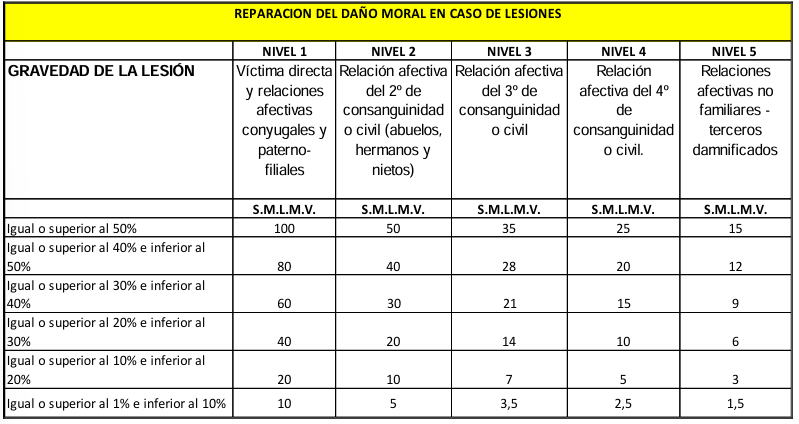 REPARACION DEL DAÑO MORAL EN CASO DE LESIONES
NIVEL 1 NIVEL 2 NIVEL 3 NIVEL 4 NIVEL 5
GRAVEDAD DE LA LESIÓN Víctima directa Relación afectiva Relación afectiva Relación Relaciones
y relaciones del 2º de del 3º de afectiva del 4º afectivas no
afectivas consanguinidad consanguinidad de familiares -
conyugales y o civil (abuelos, o civil consanguinidad terceros
paterno- hermanos y o civil. damnificados
filiales nietos)
S.M.L.M.V. S.M.L.M.V. S.M.L.M.V. S.M.L.M.V. S.M.L.M.V.
Igual o superior al 50% 100 50 35 25 15
Igual o superior al 40% e inferior al
50% 80 40 28 20 12
Igual o superior al 30% e inferior al
40% 60 30 21 15 9
Igual o superior al 20% e inferior al
30% 40 20 14 10 6
Igual o superior al 10% e inferior al
20% 20 10 7 5 3
Igual o superior al 1% e inferior al 10% 10 5 3,5 2,5 1,5